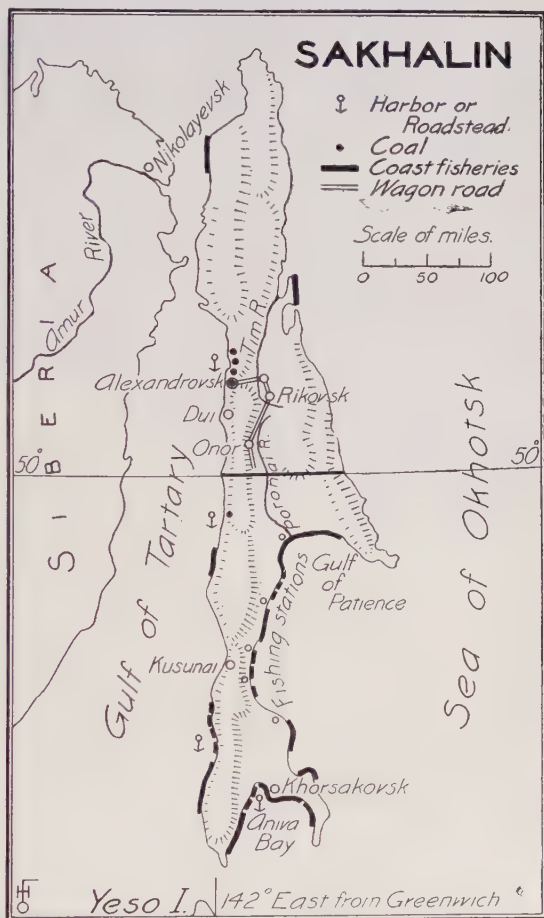 SAKHALIN
Harbor or
Roadstead.
Coal
Coast fisheries
Wagon road
Scale of miles.
0 50 100
Nikolayevsk
Amur River
SIBERIA
Tim R.
Alexandrovsk
Rikovsk
Dui
Onor
50° 50°
Poronai R.
Gulf of Tartary
Sea of Okhotsk
Gulf
of
Patience
Fishing stations
Kusunai
Khorsakovsk
Aniva
Bay
Yeso I.
142° East from Greenwich